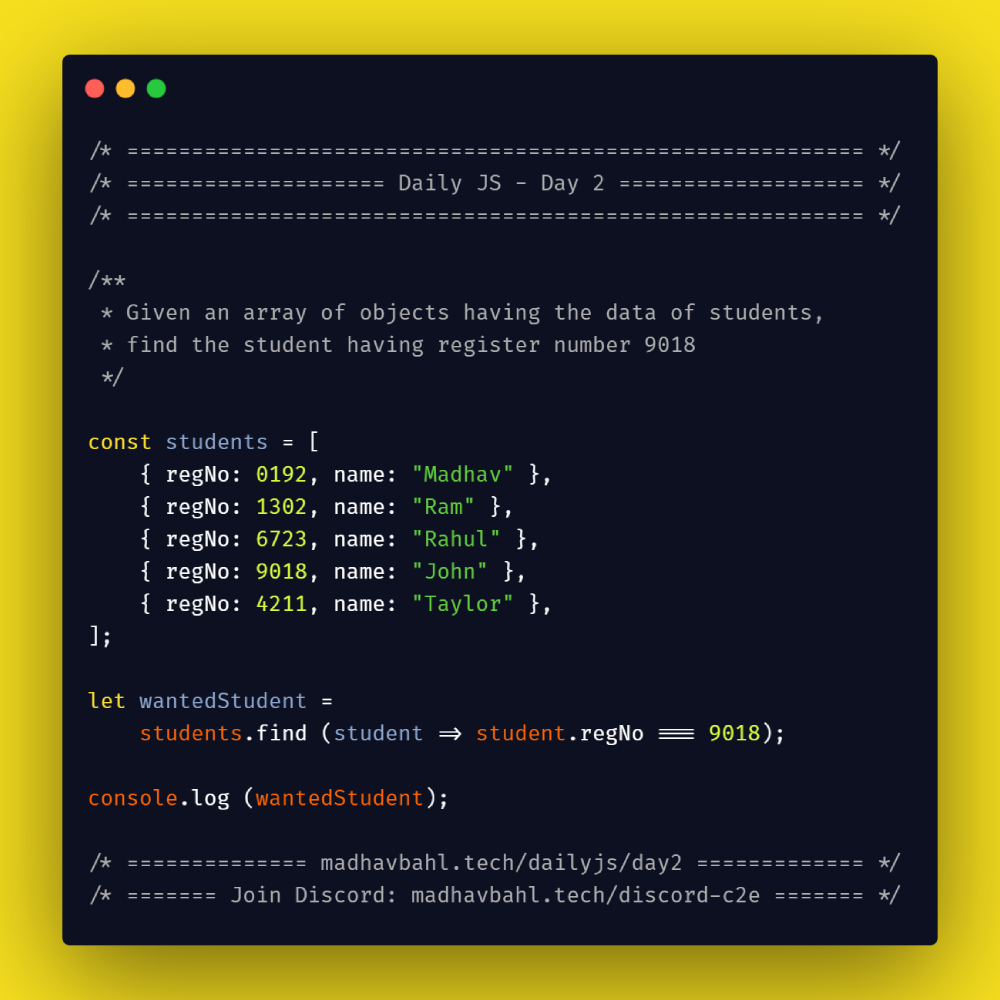 /* ========================================================= */
/* ==================== Daily JS - Day 2 =================== */
/* ========================================================= */
/**
 * Given an array of objects having the data of students,
 * find the student having register number 9018
 */
const students = [
    { regNo: 0192, name: "Madhav" },
    { regNo: 1302, name: "Ram" },
    { regNo: 6723, name: "Rahul" },
    { regNo: 9018, name: "John" },
    { regNo: 4211, name: "Taylor" },
];
let wantedStudent =
    students.find (student => student.regNo === 9018);
console.log (wantedStudent);
/* ============== madhavbahl.tech/dailyjs/day2 ============= */
/* ======= Join Discord: madhavbahl.tech/discord-c2e ======= */